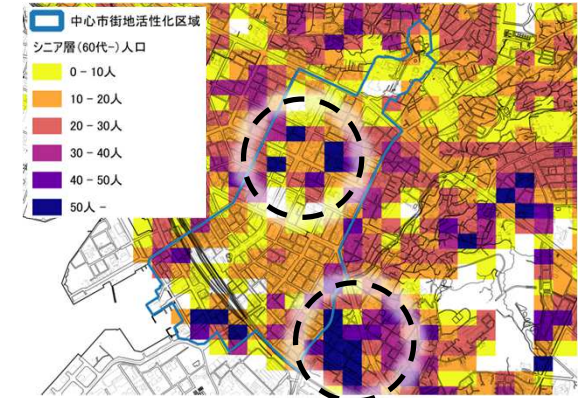 中心市街地活性化区域
シニア層(60代-)人口
0 - 10人
10 - 20人
20 - 30人
30 - 40人
40 - 50人
50人 -